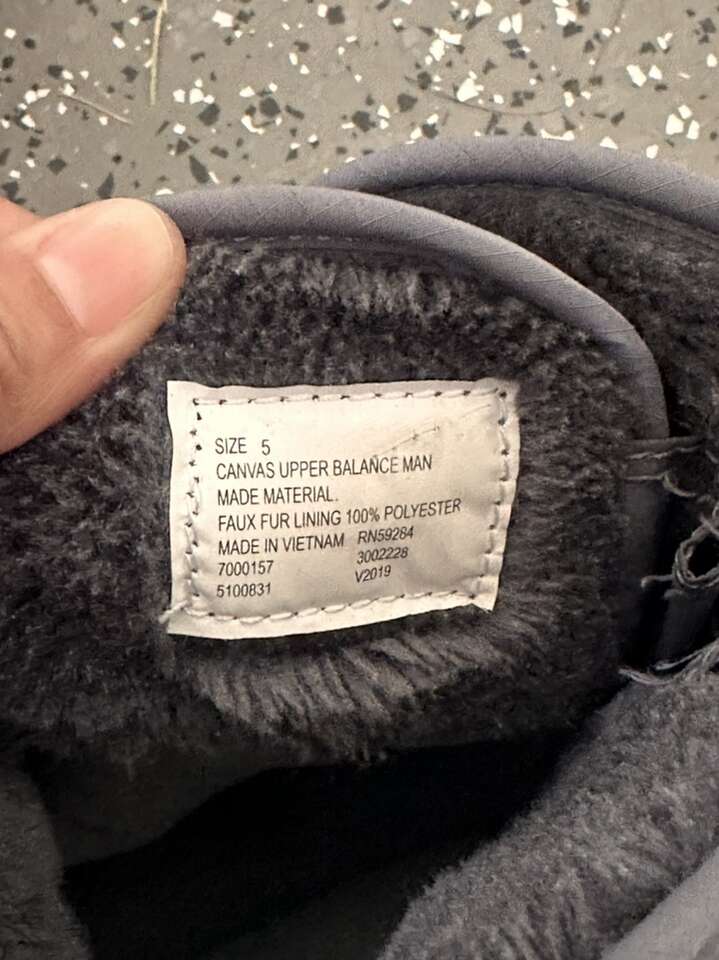 SIZE 5
CANVAS UPPER BALANCE MAN
MADE MATERIAL.
FAUX FUR LINING 100% POLYESTER
MADE IN VIETNAM RN59284
7000157 3002228
5100831 V2019